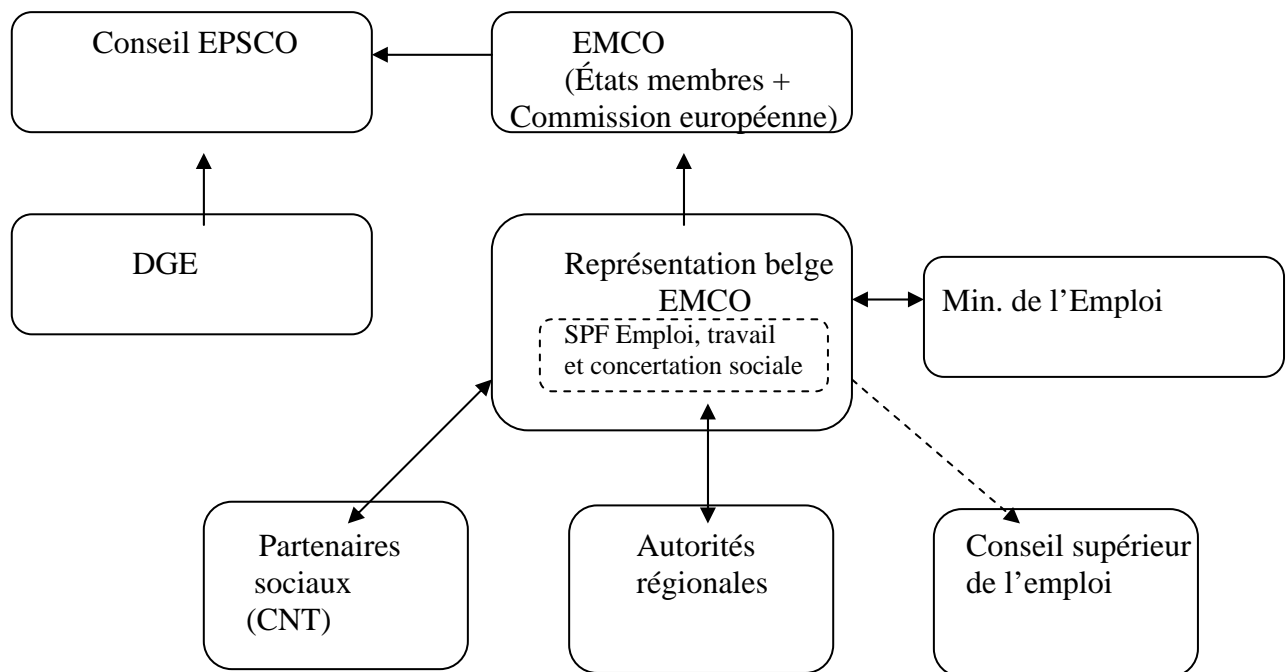 Conseil EPSCO
EMCO
(États membres +
Commission européenne)
DGE
Représentation belge
EMCO
SPF Emploi, travail
et concertation sociale
Min. de l’Emploi
Partenaires
sociaux
(CNT)
Autorités
régionales
Conseil supérieur
de l’emploi